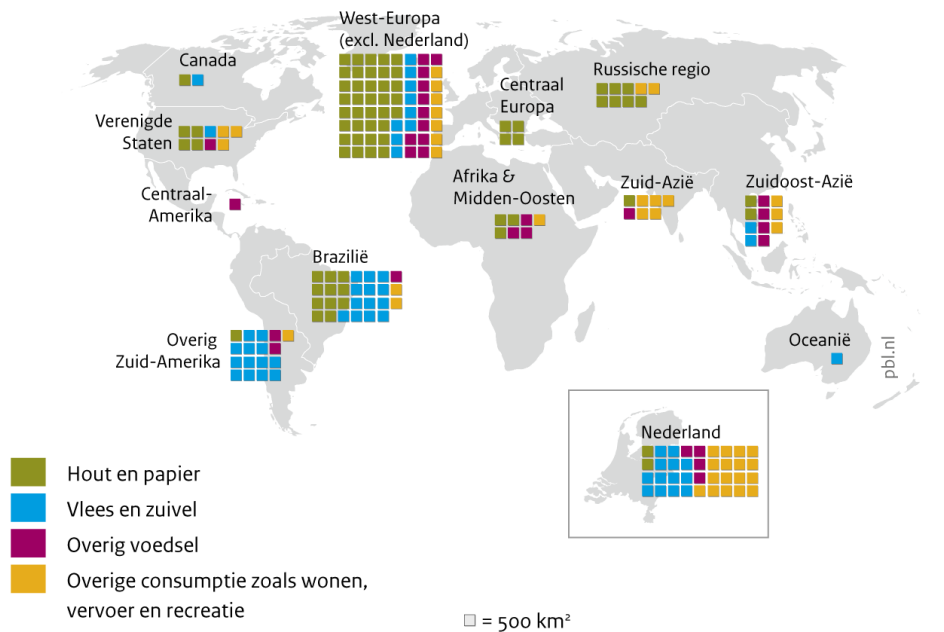 West-Europa
(excl. Nederland)
Canada
Russische regio
Centraal
Europa
Verenigde
Staten
Afrika &
Midden-Oosten
Zuid-Azië
Zuidoost-Azië
Centraal-
Amerika
Brazilië
Overig
Zuid-Amerika
Oceanië
pbl.nl
Nederland
Hout en papier
Vlees en zuivel
Overig voedsel
Overige consumptie zoals wonen,
vervoer en recreatie
= 500 km²